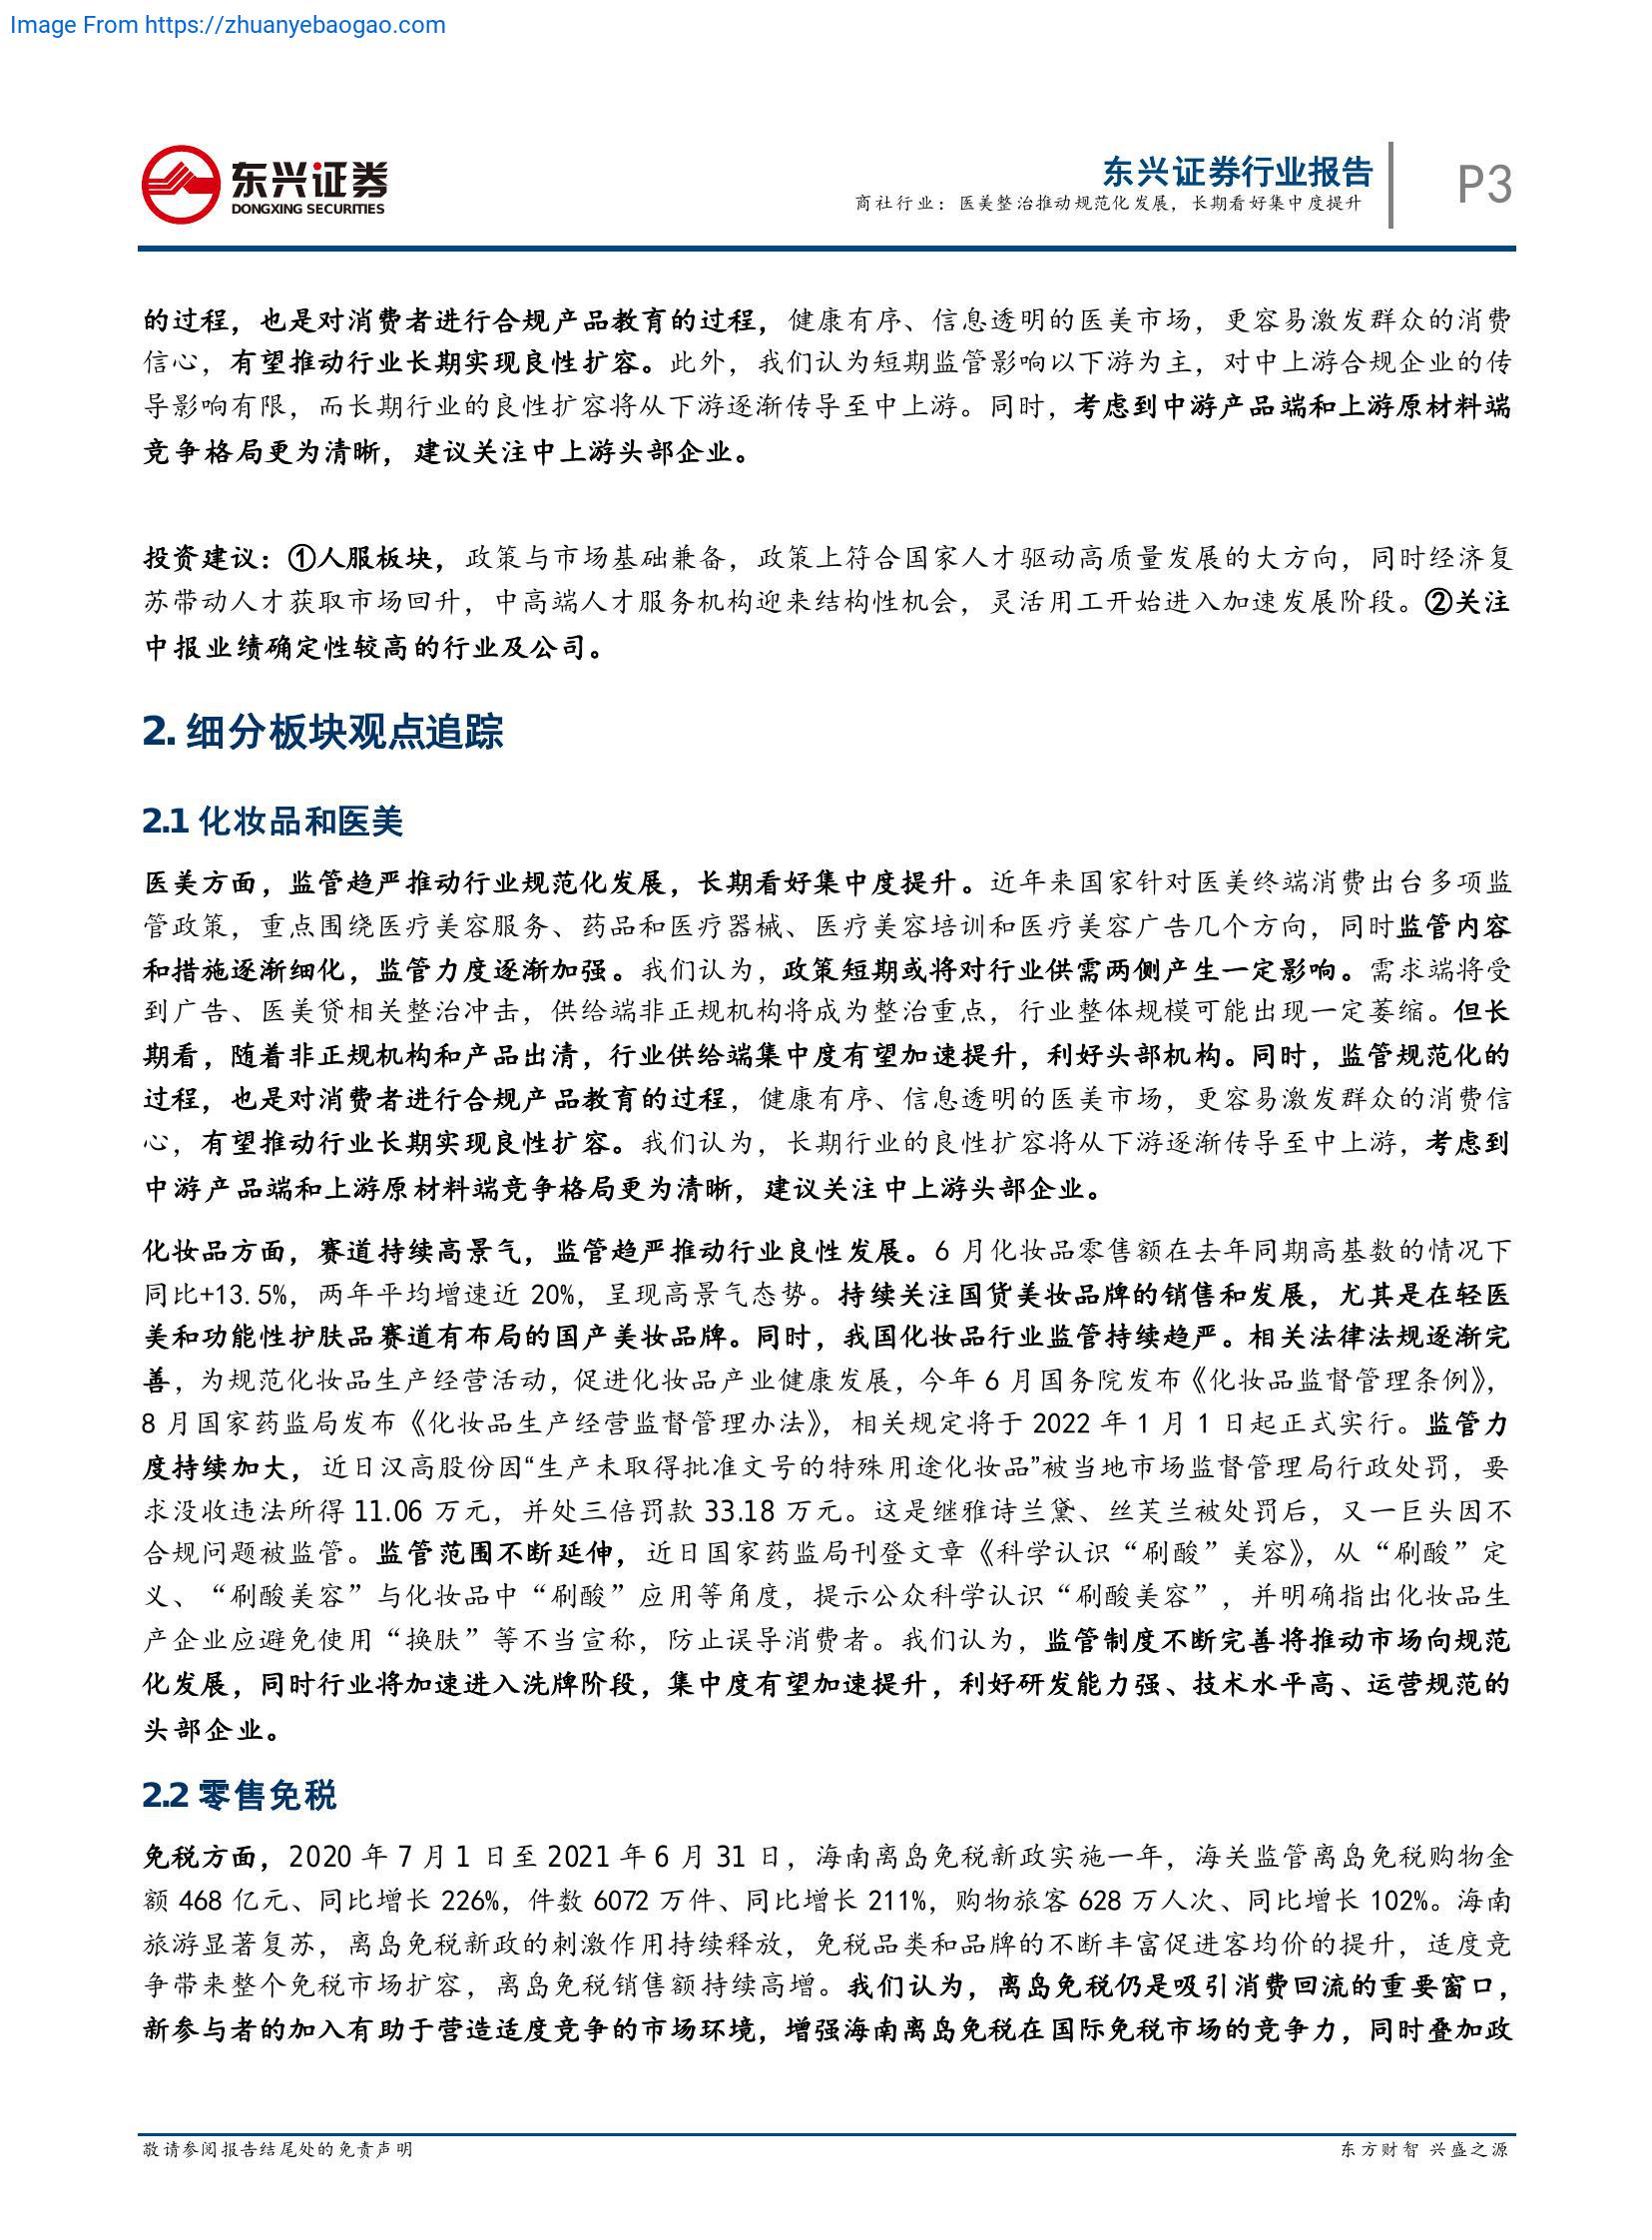 Image From https://zhuanyebaogao.com
东兴证券
DONGXING SECURITIES
东兴证券行业报告
商社行业：医美整治推动规范化发展，长期看好集中度提升
P3
的过程，也是对消费者进行合规产品教育的过程，健康有序、信息透明的医美市场，更容易激发群众的消费
信心，有望推动行业长期实现良性扩容。此外，我们认为短期监管影响以下游为主，对中上游合规企业的传
导影响有限，而长期行业的良性扩容将从下游逐渐传导至中上游。同时，考虑到中游产品端和上游原材料端
竞争格局更为清晰，建议关注中上游头部企业。
投资建议：①人服板块，政策与市场基础兼备，政策上符合国家人才驱动高质量发展的大方向，同时经济复
苏带动人才获取市场回升，中高端人才服务机构迎来结构性机会，灵活用工开始进入加速发展阶段。②关注
中报业绩确定性较高的行业及公司。
2. 细分板块观点追踪
2.1 化妆品和医美
医美方面，监管趋严推动行业规范化发展，长期看好集中度提升。近年来国家针对医美终端消费出台多项监
管政策，重点围绕医疗美容服务、药品和医疗器械、医疗美容培训和医疗美容广告几个方向，同时监管内容
和措施逐渐细化，监管力度逐渐加强。我们认为，政策短期或将对行业供需两侧产生一定影响。需求端将受
到广告、医美贷相关整治冲击，供给端非正规机构将成为整治重点，行业整体规模可能出现一定萎缩。但长
期看，随着非正规机构和产品出清，行业供给端集中度有望加速提升，利好头部机构。同时，监管规范化的
过程，也是对消费者进行合规产品教育的过程，健康有序、信息透明的医美市场，更容易激发群众的消费信
心，有望推动行业长期实现良性扩容。我们认为，长期行业的良性扩容将从下游逐渐传导至中上游，考虑到
中游产品端和上游原材料端竞争格局更为清晰，建议关注中上游头部企业。
化妆品方面，赛道持续高景气，监管趋严推动行业良性发展。6 月化妆品零售额在去年同期高基数的情况下
同比+13.5%，两年平均增速近 20%，呈现高景气态势。持续关注国货美妆品牌的销售和发展，尤其是在轻医
美和功能性护肤品赛道有布局的国产美妆品牌。同时，我国化妆品行业监管持续趋严。相关法律法规逐渐完
善，为规范化妆品生产经营活动，促进化妆品产业健康发展，今年 6 月国务院发布《化妆品监督管理条例》，
8 月国家药监局发布《化妆品生产经营监督管理办法》，相关规定将于 2022 年 1 月 1 日起正式实行。监管力
度持续加大，近日汉高股份因“生产未取得批准文号的特殊用途化妆品”被当地市场监督管理局行政处罚，要
求没收违法所得 11.06 万元，并处三倍罚款 33.18 万元。这是继雅诗兰黛、丝芙兰被处罚后，又一巨头因不
合规问题被监管。监管范围不断延伸，近日国家药监局刊登文章《科学认识“刷酸”美容》，从“刷酸”定
义、“刷酸美容”与化妆品中“刷酸”应用等角度，提示公众科学认识“刷酸美容”，并明确指出化妆品生
产企业应避免使用“换肤”等不当宣称，防止误导消费者。我们认为，监管制度不断完善将推动市场向规范
化发展，同时行业将加速进入洗牌阶段，集中度有望加速提升，利好研发能力强、技术水平高、运营规范的
头部企业。
2.2 零售免税
免税方面，2020 年 7 月 1 日至 2021 年 6 月 31 日，海南离岛免税新政实施一年，海关监管离岛免税购物金
额 468 亿元、同比增长 226%，件数 6072 万件、同比增长 211%，购物旅客 628 万人次、同比增长 102%。海南
旅游显著复苏，离岛免税新政的刺激作用持续释放，免税品类和品牌的不断丰富促进客均价的提升，适度竞
争带来整个免税市场扩容，离岛免税销售额持续高增。我们认为，离岛免税仍是吸引消费回流的重要窗口，
新参与者的加入有助于营造适度竞争的市场环境，增强海南离岛免税在国际免税市场的竞争力，同时叠加政
敬请参阅报告结尾处的免责声明
东方财智 兴盛之源